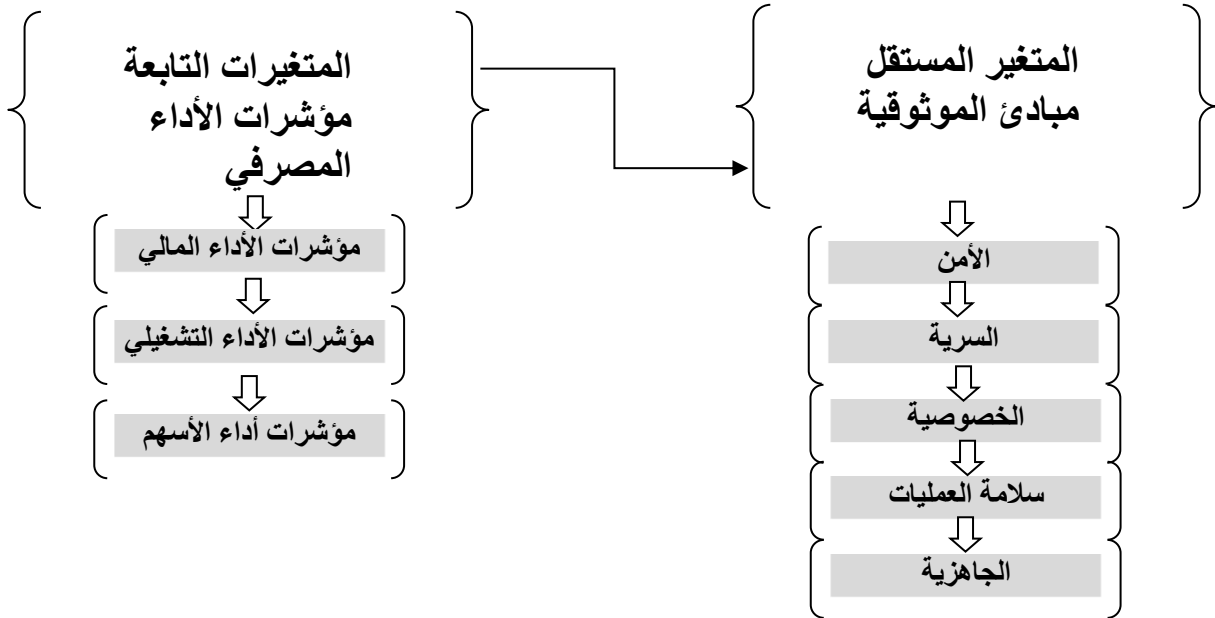 المتغير المستقل
مبادئ الموثوقية
الأمن
السرية
الخصوصية
سلامة العمليات
الجاهزية
المتغيرات التابعة
مؤشرات الأداء
المصرفي
مؤشرات الأداء المالي
مؤشرات الأداء التشغيلي
مؤشرات أداء الأسهم